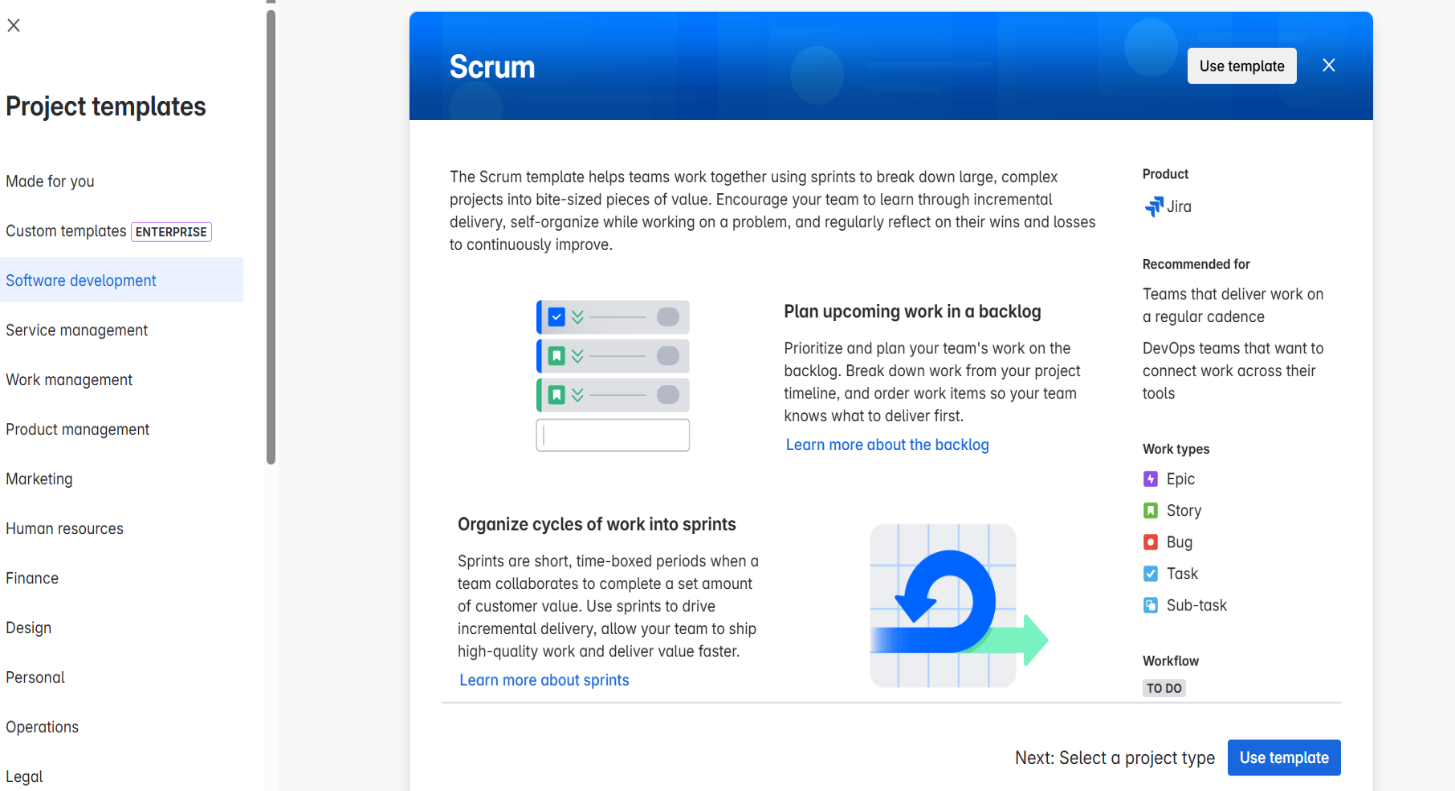 Project templates
Made for you
Custom templates ENTERPRISE
Software development
Service management
Work management
Product management
Marketing
Human resources
Finance
Design
Personal
Operations
Legal
Scrum
Use template
The Scrum template helps teams work together using sprints to break down large, complex
projects into bite-sized pieces of value. Encourage your team to learn through incremental
delivery, self-organize while working on a problem, and regularly reflect on their wins and losses
to continuously improve.
Plan upcoming work in a backlog
Prioritize and plan your team's work on the
backlog. Break down work from your project
timeline, and order work items so your team
knows what to deliver first.
Learn more about the backlog
Organize cycles of work into sprints
Sprints are short, time-boxed periods when a
team collaborates to complete a set amount
of customer value. Use sprints to drive
incremental delivery, allow your team to ship
high-quality work and deliver value faster.
Learn more about sprints
Product
Jira
Recommended for
Teams that deliver work on
a regular cadence
DevOps teams that want to
connect work across their
tools
Work types
Epic
Story
Bug
Task
Sub-task
Workflow
TO DO
Next: Select a project type
Use template